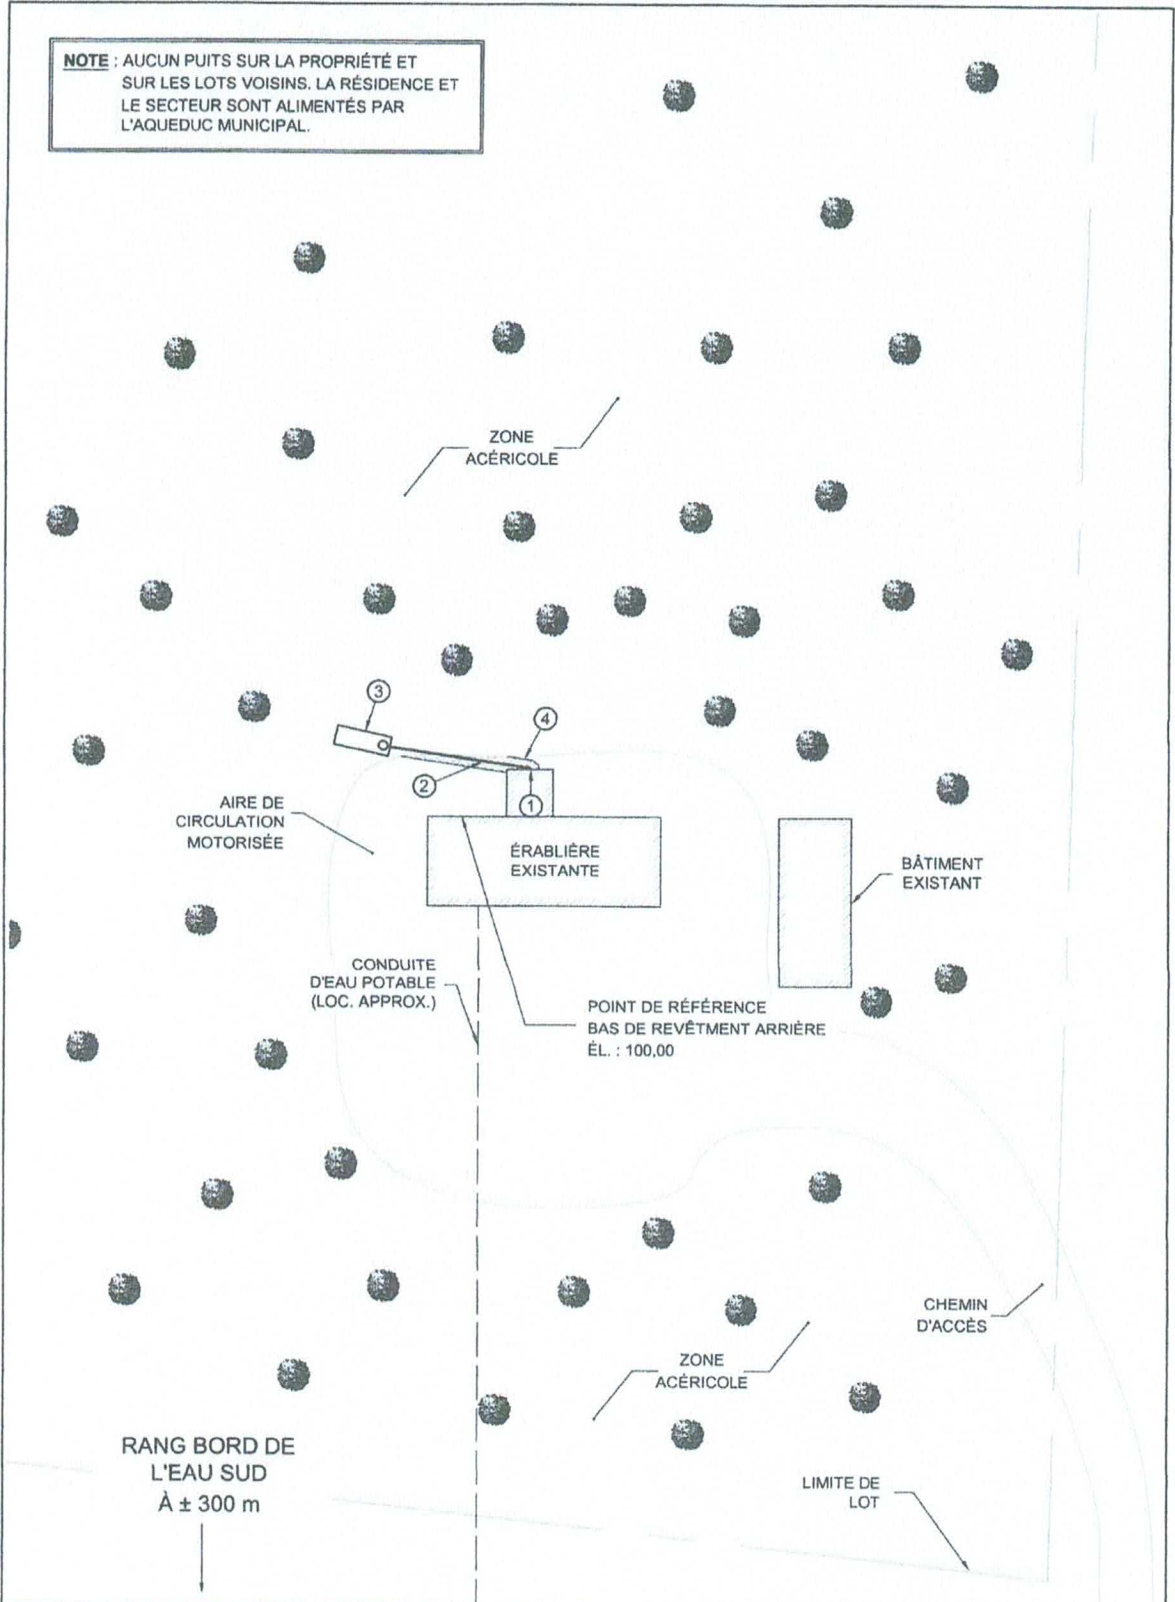 NOTE : AUCUN PUITS SUR LA PROPRIÉTÉ ET
SUR LES LOTS VOISINS. LA RÉSIDENCE ET
LE SECTEUR SONT ALIMENTÉS PAR
L'AQUEDUC MUNICIPAL.
ZONE
ACÉRICOLE
3
4
2
1
AIRE DE
CIRCULATION
MOTORISÉE
ÉRABLIÈRE
EXISTANTE
BÂTIMENT
EXISTANT
CONDUITE
D'EAU POTABLE
(LOC. APPROX.)
POINT DE RÉFÉRENCE
BAS DE REVÊTMENT ARRIÈRE
ÉL. : 100,00
CHEMIN
D'ACCÈS
ZONE
ACÉRICOLE
RANG BORD DE
L'EAU SUD
À ± 300 m
LIMITE DE
LOT